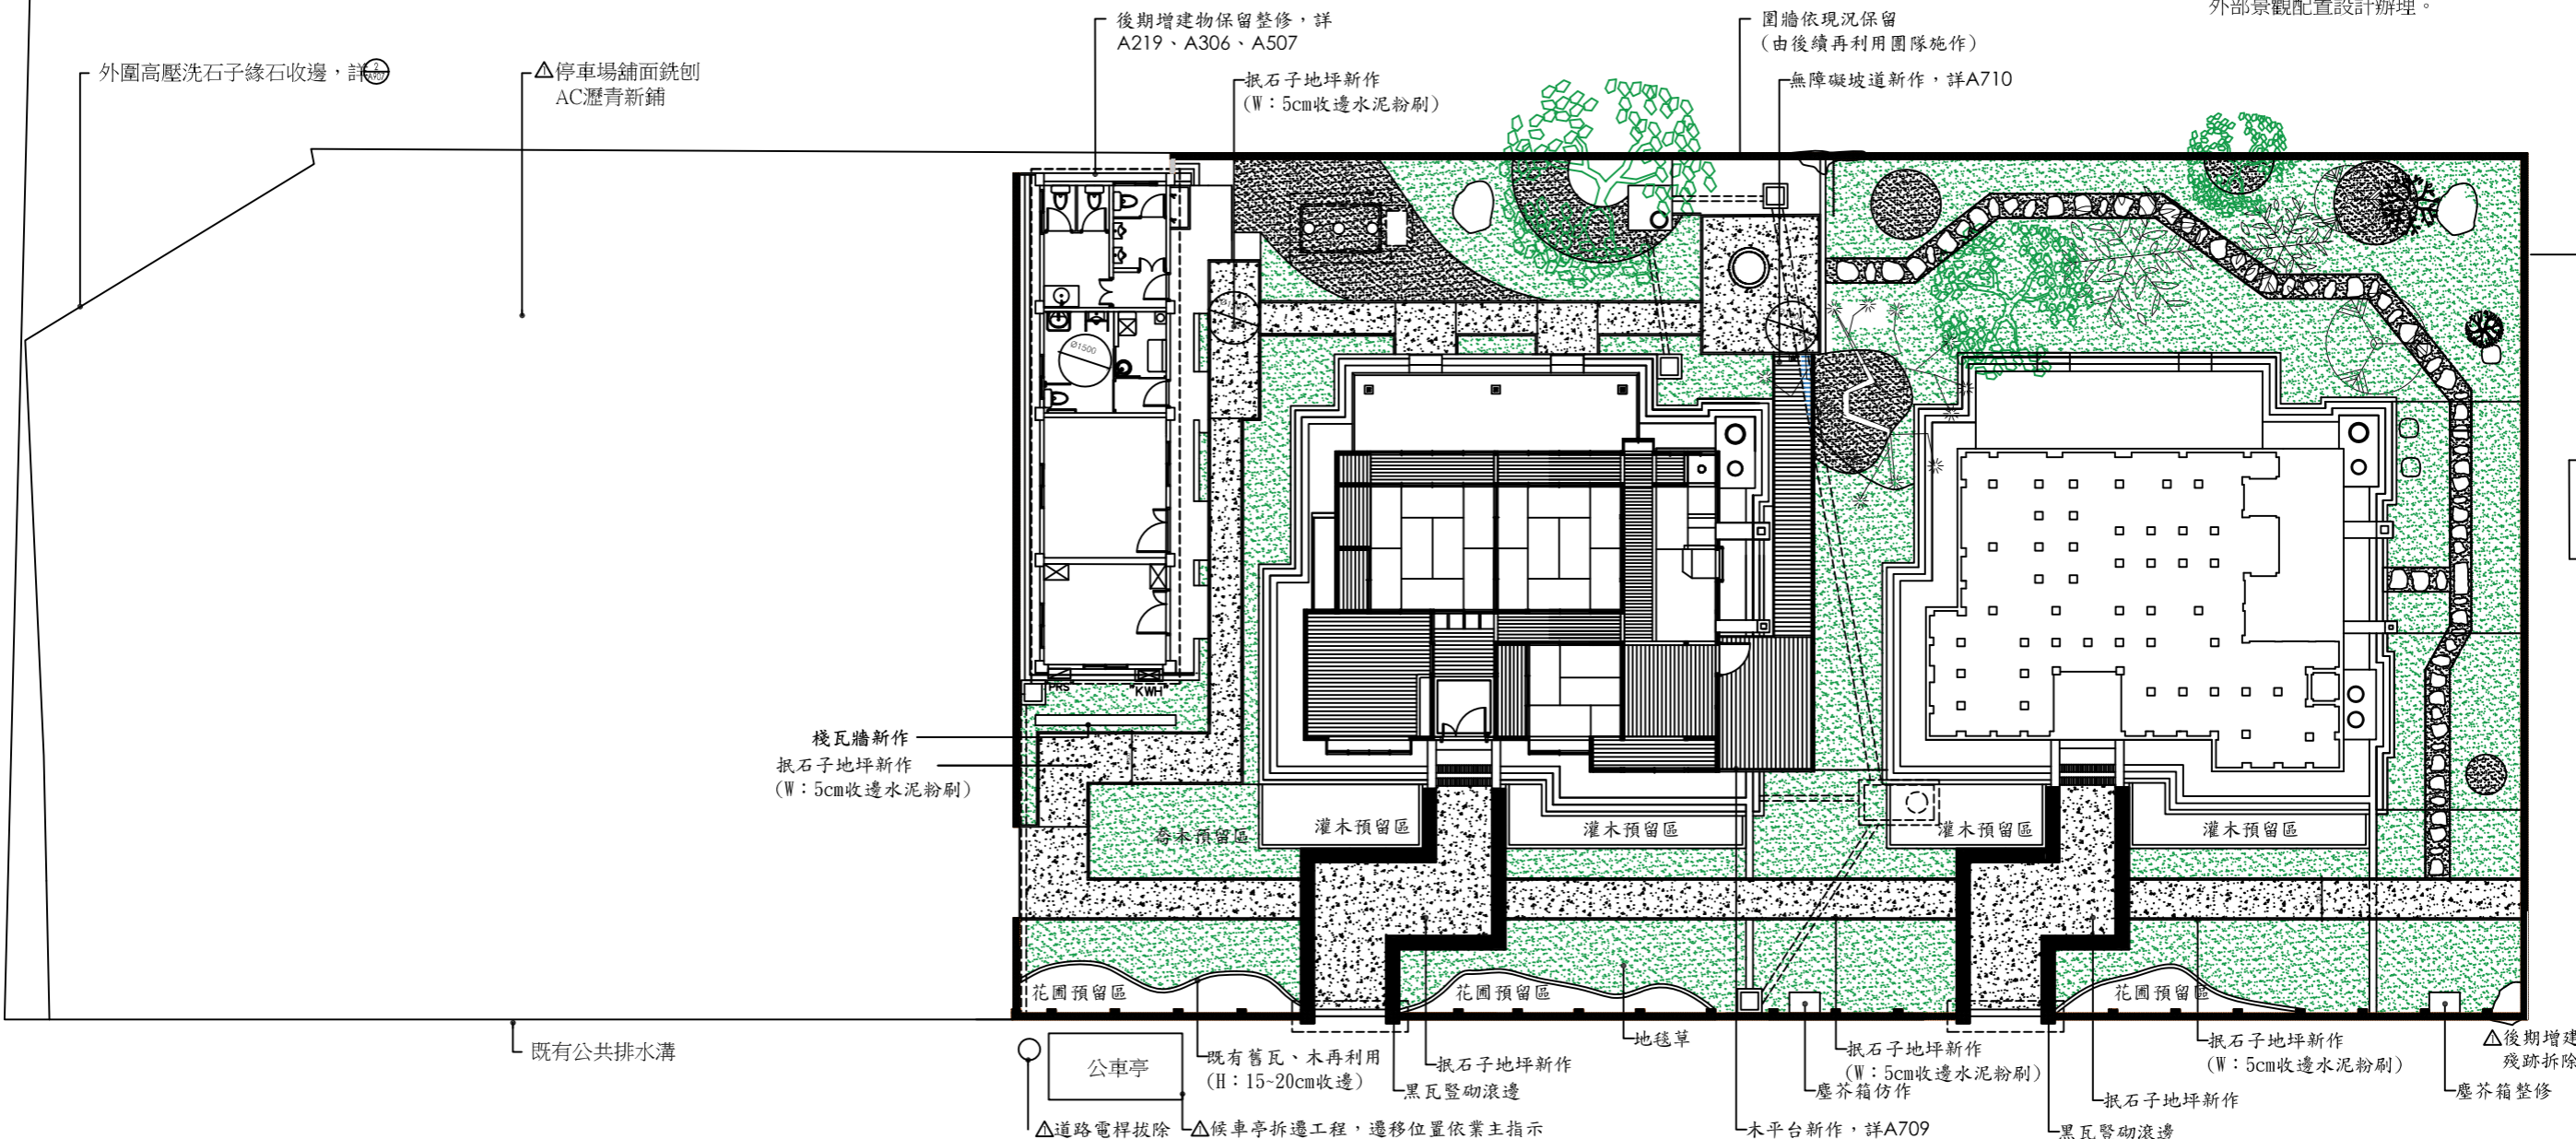 外部景觀配置設計辦理。
後期增建物保留整修，詳
A219、A306、A507
圍牆依現況保留
(由後續再利用團隊施作)
外圍高壓洗石子緣石收邊，詳
2
停車場舖面銑刨
AC瀝青新鋪
抿石子地坪新作
(W：5cm收邊水泥粉刷)
無障礙坡道新作，詳A710
Ø1500
PRS
KWH
棧瓦牆新作
抿石子地坪新作
(W：5cm收邊水泥粉刷)
喬木預留區
灌木預留區
灌木預留區
灌木預留區
灌木預留區
花圃預留區
花圃預留區
花圃預留區
既有公共排水溝
公車亭
既有舊瓦、木再利用
(H：15~20cm收邊)
抿石子地坪新作
黑瓦豎砌滾邊
地毯草
抿石子地坪新作
(W：5cm收邊水泥粉刷)
塵芥箱仿作
抿石子地坪新作
(W：5cm收邊水泥粉刷)
後期增建
殘跡拆除
塵芥箱整修
抿石子地坪新作
道路電桿拔除
候車亭拆遷工程，遷移位置依業主指示
木平台新作，詳A709
黑瓦豎砌滾邊